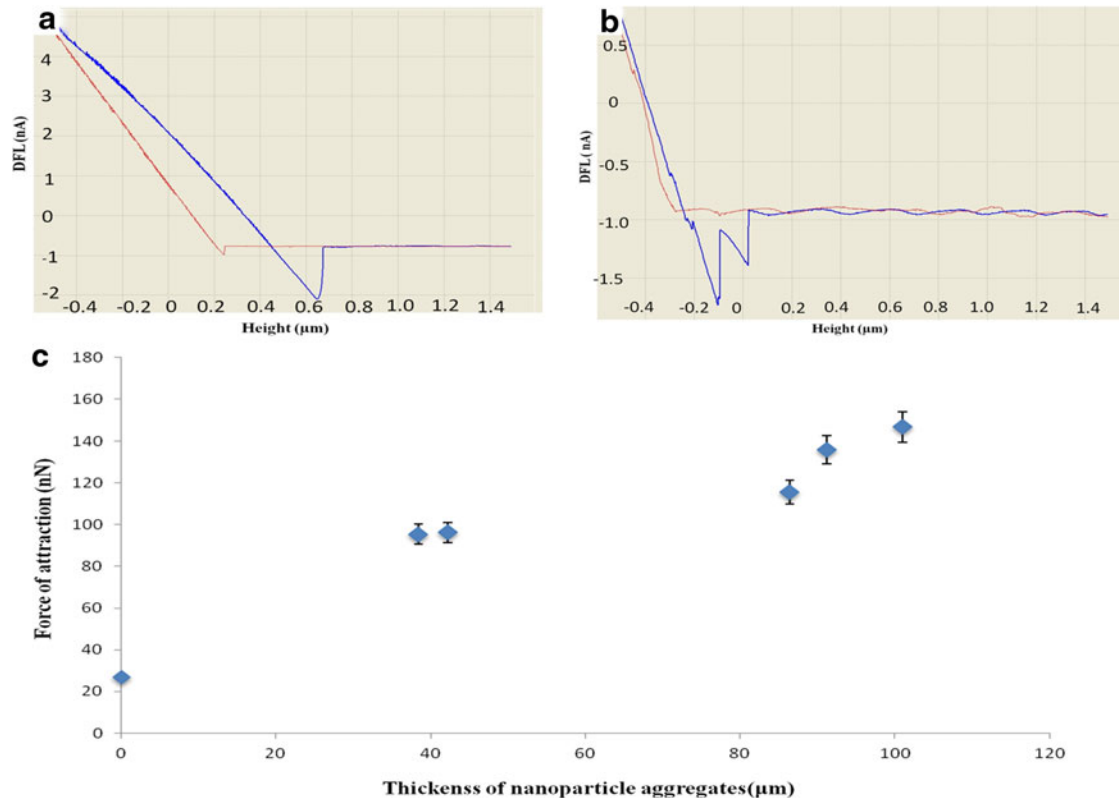 a
4
3
2
1
0
-1
-2
DFL (nA)
-0.4 -0.2 0 0.2 0.4 0.6 0.8 1.0 1.2 1.4
Height (µm)
b
0.5
0
-0.5
-1.0
-1.5
DFL ( nA)
-0.4 -0.2 0 0.2 0.4 0.6 0.8 1.0 1.2 1.4
Height (µm)
c
180
160
140
120
100
80
60
40
20
0
Force of attraction (nN)
0 20 40 60 80 100 120
Thickenss of nanoparticle aggregates(µm)